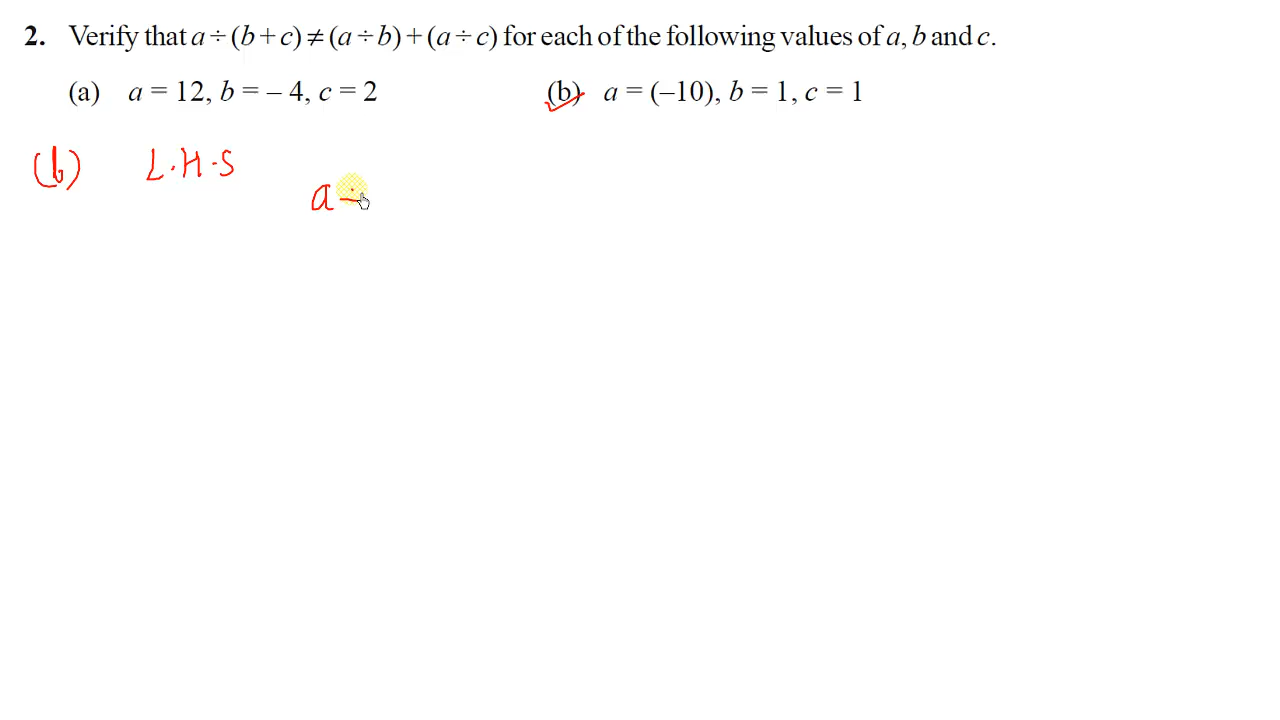 2. Verify that a ÷ (b + c) ≠ (a ÷ b) + (a ÷ c) for each of the following values of a, b and c.
(a) a = 12, b = – 4, c = 2 (b) a = (–10), b = 1, c = 1
(b) L.H.S
a ÷